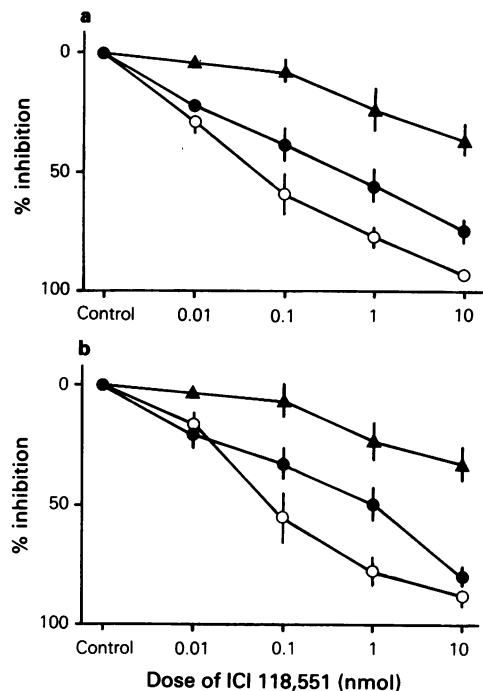 a
0
50
100
% inhibition
Control 0.01 0.1 1 10
b
0
50
100
% inhibition
Control 0.01 0.1 1 10
Dose of ICI 118,551 (nmol)